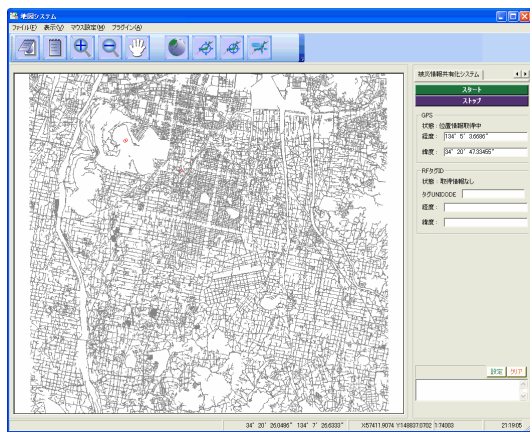 地図システム
ファイル(F) 表示(V) マウス設定(M) プラグイン(A)
被災情報共有化システム
スタート
ストップ
GPS
状態：位置情報取得中
経度： 134° 5' 3.6686"
緯度： 34° 20' 47.33455"
RFタグID
状態：取得情報なし
タグUNICODE
経度：
緯度：
設定 クリア
34° 20' 26.0486" 134° 7' 26.6333" X:57411.9074 Y:148837.0702 1:74003 21:19:05